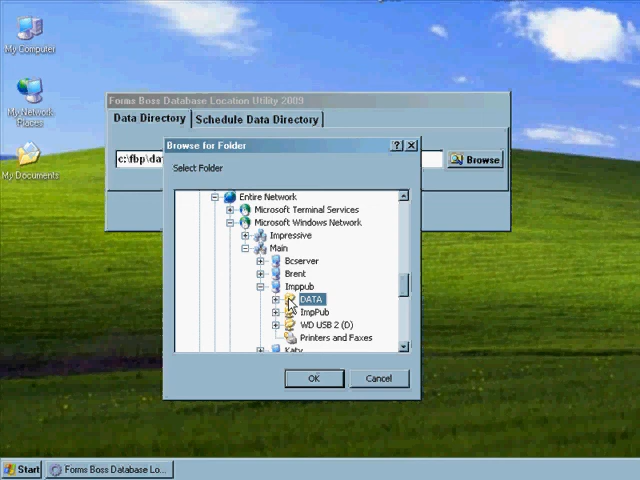 My Computer
My Network
Places
My Documents
Forms Boss Database Location Utility 2009
Data Directory
Schedule Data Directory
c:\fbp\dat
Browse
Browse for Folder
Select Folder
Entire Network
Microsoft Terminal Services
Microsoft Windows Network
Impressive
Main
Bcserver
Brent
Imppub
DATA
ImpPub
WD USB 2 (D)
Printers and Faxes
Katy
OK
Cancel
Start
Forms Boss Database Lo...